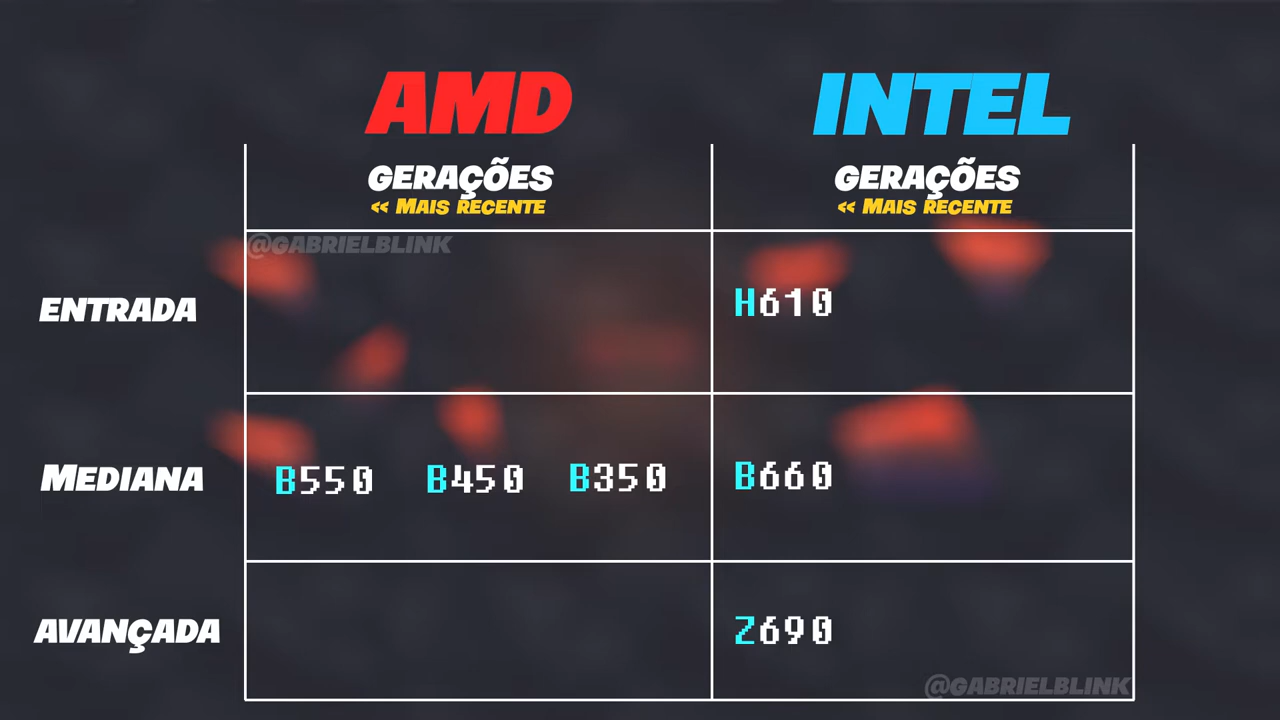 AMD
INTEL
GERAÇÕES
« MAIS RECENTE
GERAÇÕES
« MAIS RECENTE
@GABRIELBLINK
ENTRADA
H610
MEDIANA
B550 B450 B350
B660
AVANÇADA
Z690
@GABRIELBLINK